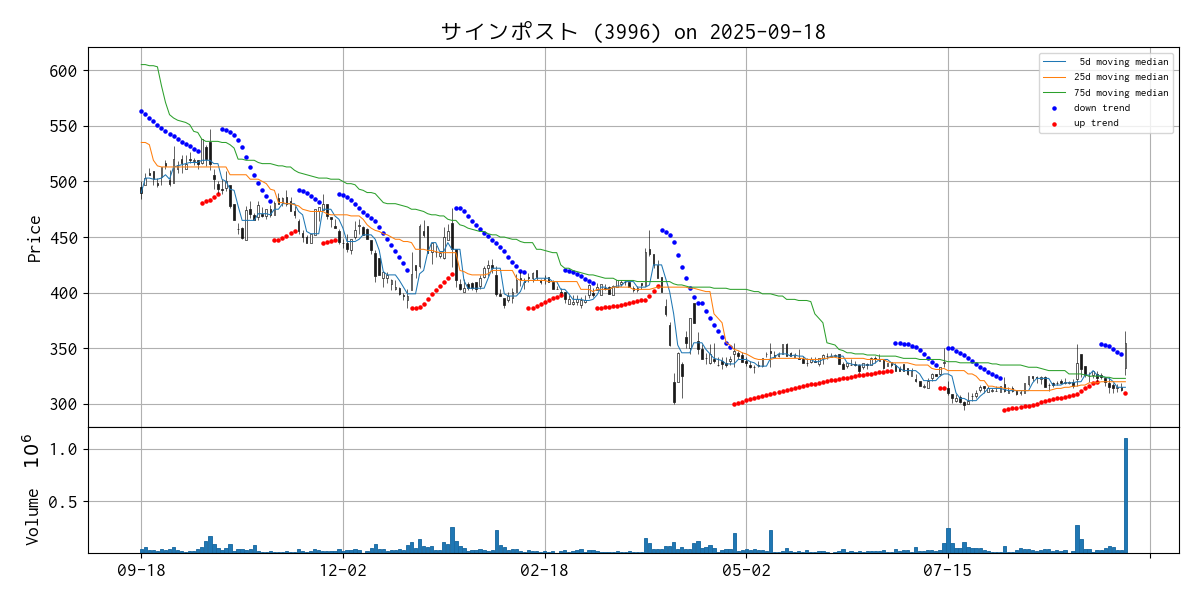 サインポスト (3996) on 2025-09-18
600
550
500
450
400
350
300
Price
5d moving median
25d moving median
75d moving median
down trend
up trend
1.0
0.5
Volume 10⁶
09-18
12-02
02-18
05-02
07-15